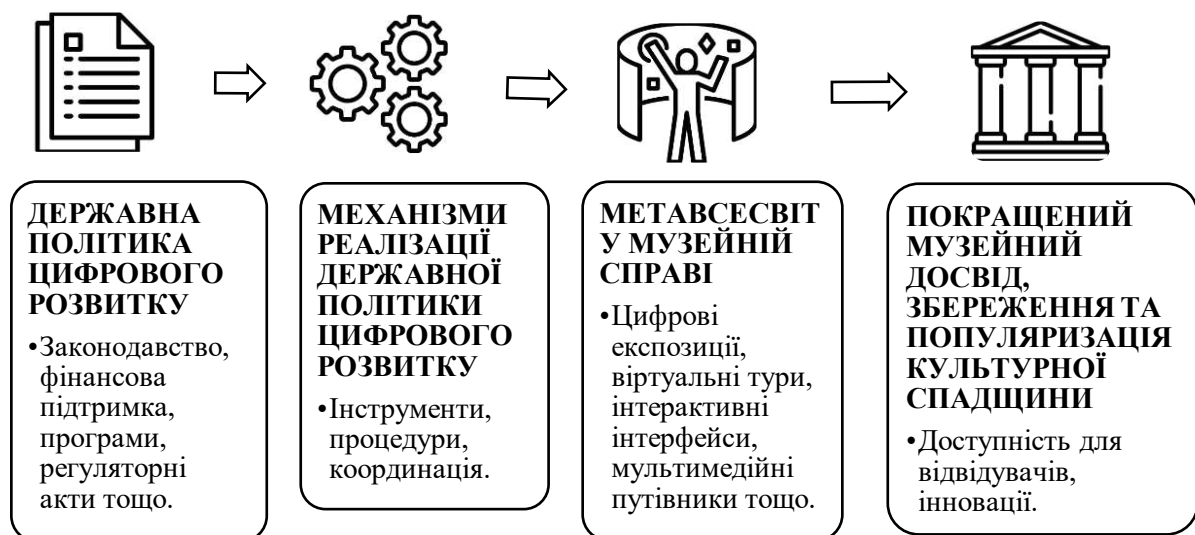 ДЕРЖАВНА
ПОЛІТИКА
ЦИФРОВОГО
РОЗВИТКУ
•Законодавство,
фінансова
підтримка,
програми,
регуляторні
акти тощо.
МЕХАНІЗМИ
РЕАЛІЗАЦІЇ
ДЕРЖАВНОЇ
ПОЛІТИКИ
ЦИФРОВОГО
РОЗВИТКУ
•Інструменти,
процедури,
координація.
МЕТАВСЕСВІТ
У МУЗЕЙНІЙ
СПРАВІ
•Цифрові
експозиції,
віртуальні тури,
інтерактивні
інтерфейси,
мультимедійні
путівники тощо.
ПОКРАЩЕНИЙ
МУЗЕЙНИЙ
ДОСВІД,
ЗБЕРЕЖЕННЯ ТА
ПОПУЛЯРИЗАЦІЯ
КУЛЬТУРНОЇ
СПАДЩИНИ
•Доступність для
відвідувачів,
інновації.